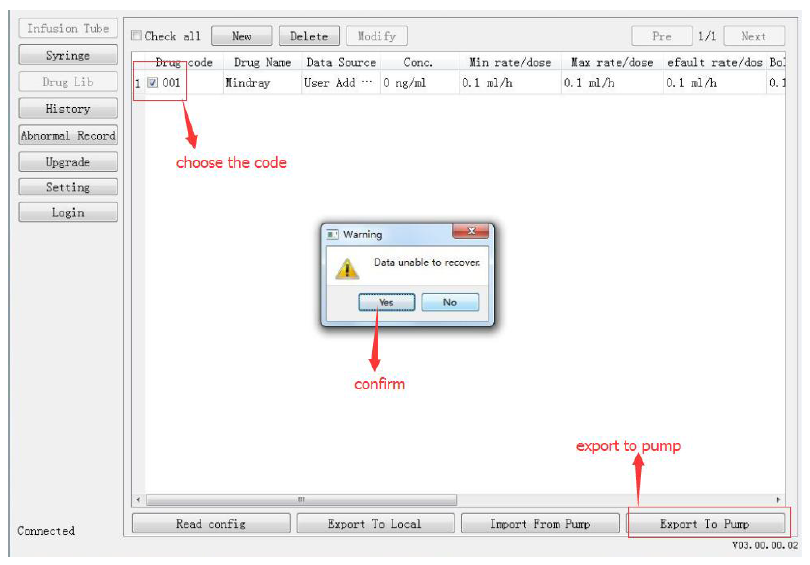 Infusion Tube
Syringe
Drug Lib
History
Abnormal Record
Upgrade
Setting
Login
Connected
Check all New Delete Modify Pre 1/1 Next
Drug code Drug Name Data Source Conc. Min rate/dose Max rate/dose efault rate/dos Bol
1 001 Mindray User Add ... 0 ng/ml 0.1 ml/h 0.1 ml/h 0.1 ml/h 0.1
choose the code
Warning
Data unable to recover.
Yes No
confirm
export to pump
Read config Export To Local Import From Pump Export To Pump
V03.00.00.02